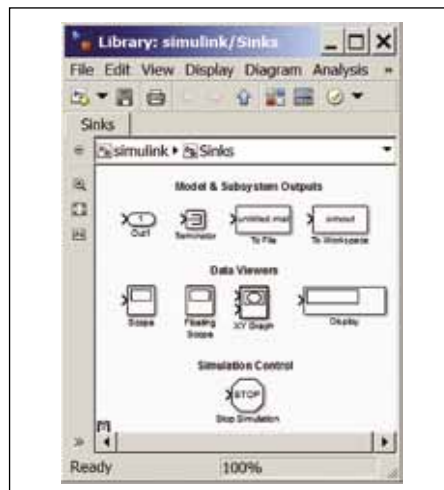 Library: simulink/Sinks
File Edit View Display Diagram Analysis »
Sinks
simulink Sinks
Model & Subsystem Outputs
1
untitled.mat
simout
Out1
Terminator
To File
To Workspace
Data Viewers
Scope
Floating Scope
XY Graph
Display
Simulation Control
STOP
Stop Simulation
»
Ready 100%